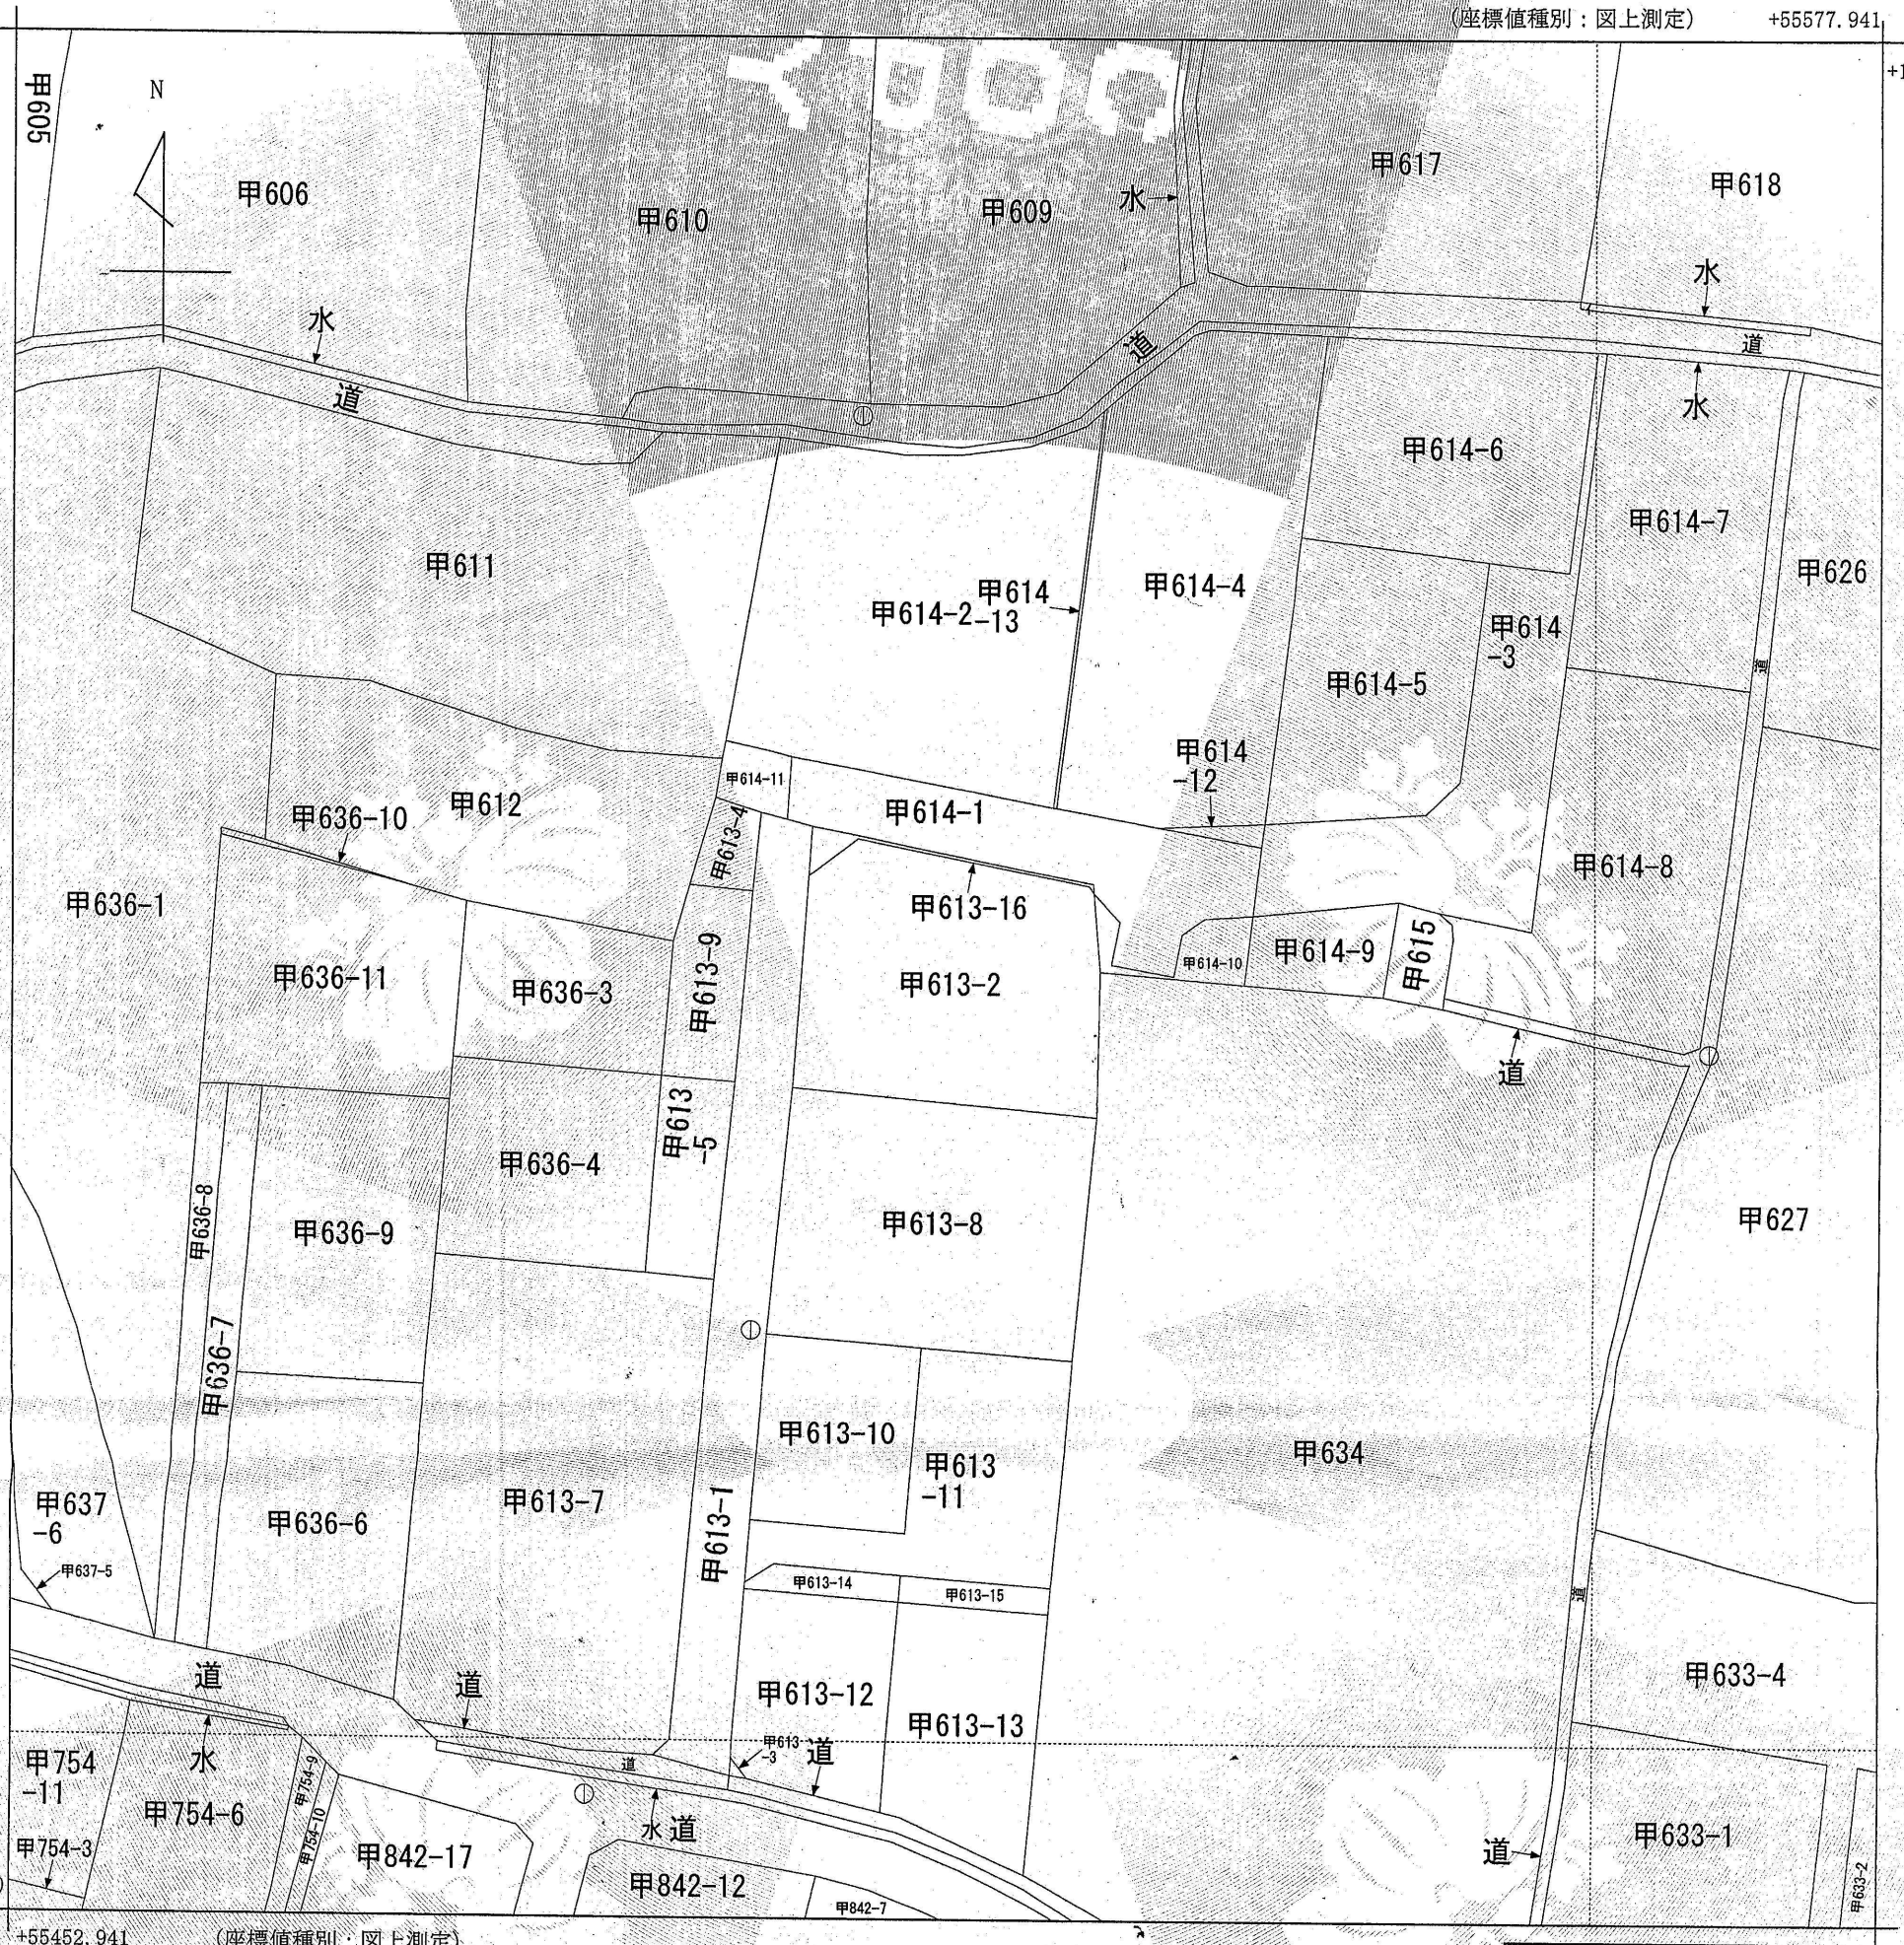 (座標値種別：図上測定)
+55577.941
甲605
N
甲606
甲610
甲609
水
甲617
甲618
水
水
道
道
道
水
甲614-6
甲614-7
甲626
甲611
甲614-2
甲614
-13
甲614-4
甲614
-3
甲614-5
道
甲614
-12
甲614-11
甲614-1
甲613-4
甲612
甲636-10
甲614-8
甲636-1
甲613-16
甲636-11
甲636-3
甲613-9
甲613-2
甲614-10
甲614-9
甲615
道
甲613
-5
甲636-4
甲636-8
甲636-9
甲613-8
甲627
甲636-7
甲613-10
甲613
-11
甲634
甲637
-6
甲637-5
甲636-6
甲613-7
甲613-1
甲613-14
甲613-15
道
甲633-4
道
道
甲613-12
甲613-13
甲613
-3
道
道
甲754
-11
水
甲754-9
甲754-10
甲754-6
甲754-3
水
道
甲842-17
甲842-12
甲842-7
道
甲633-1
甲633-2
+55452.941
(座標値種別：図上測定)